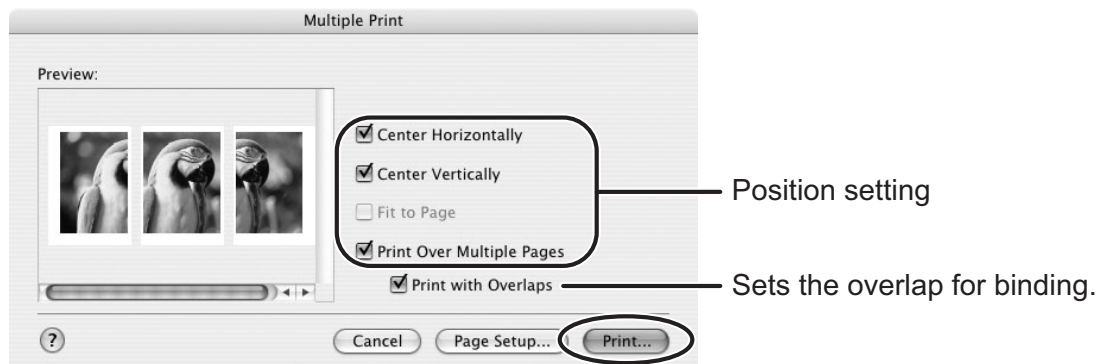 Multiple Print
Preview:
Center Horizontally
Center Vertically
Position setting
Fit to Page
Print Over Multiple Pages
Print with Overlaps
Sets the overlap for binding.
?
Cancel
Page Setup...
Print...